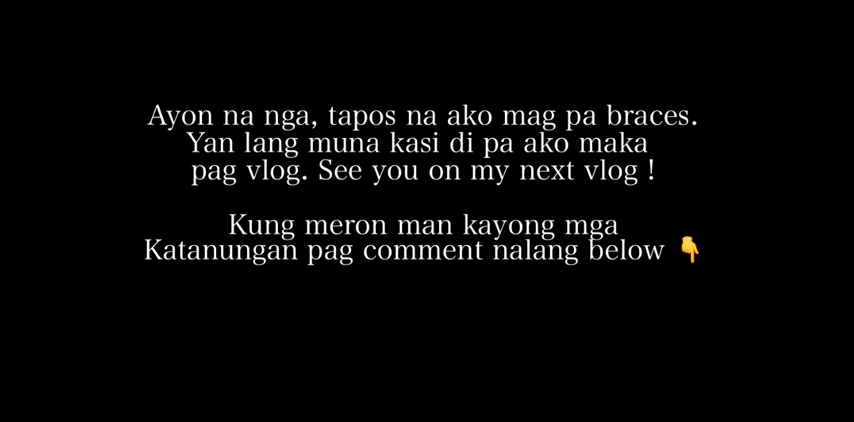 Ayon na nga, tapos na ako mag pa braces.
Yan lang muna kasi di pa ako maka
pag vlog. See you on my next vlog !
Kung meron man kayong mga
Katanungan pag comment nalang below 👇